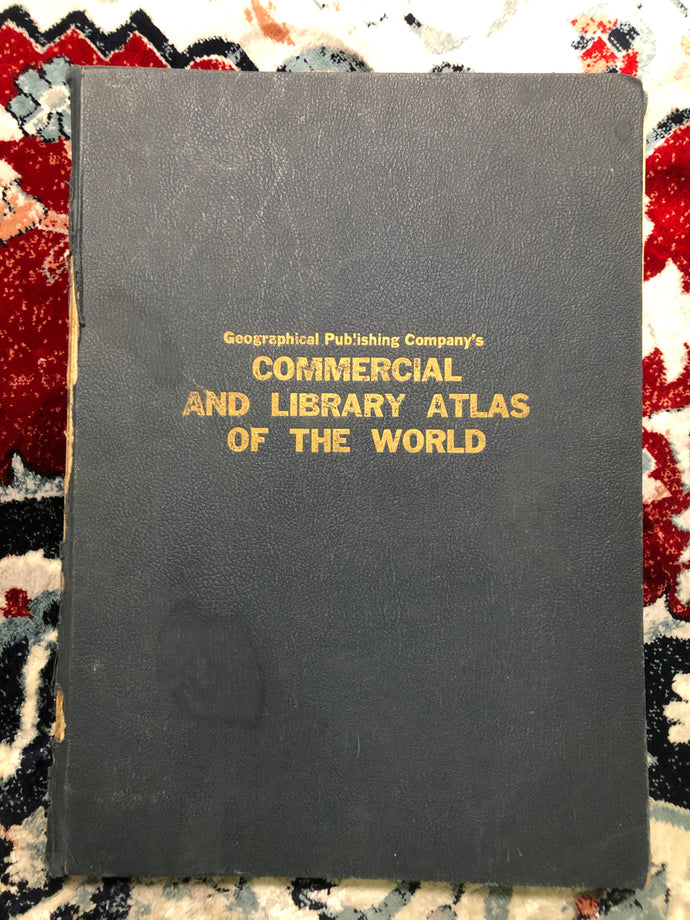 Geographical Publishing Company's
COMMERCIAL
AND LIBRARY ATLAS
OF THE WORLD